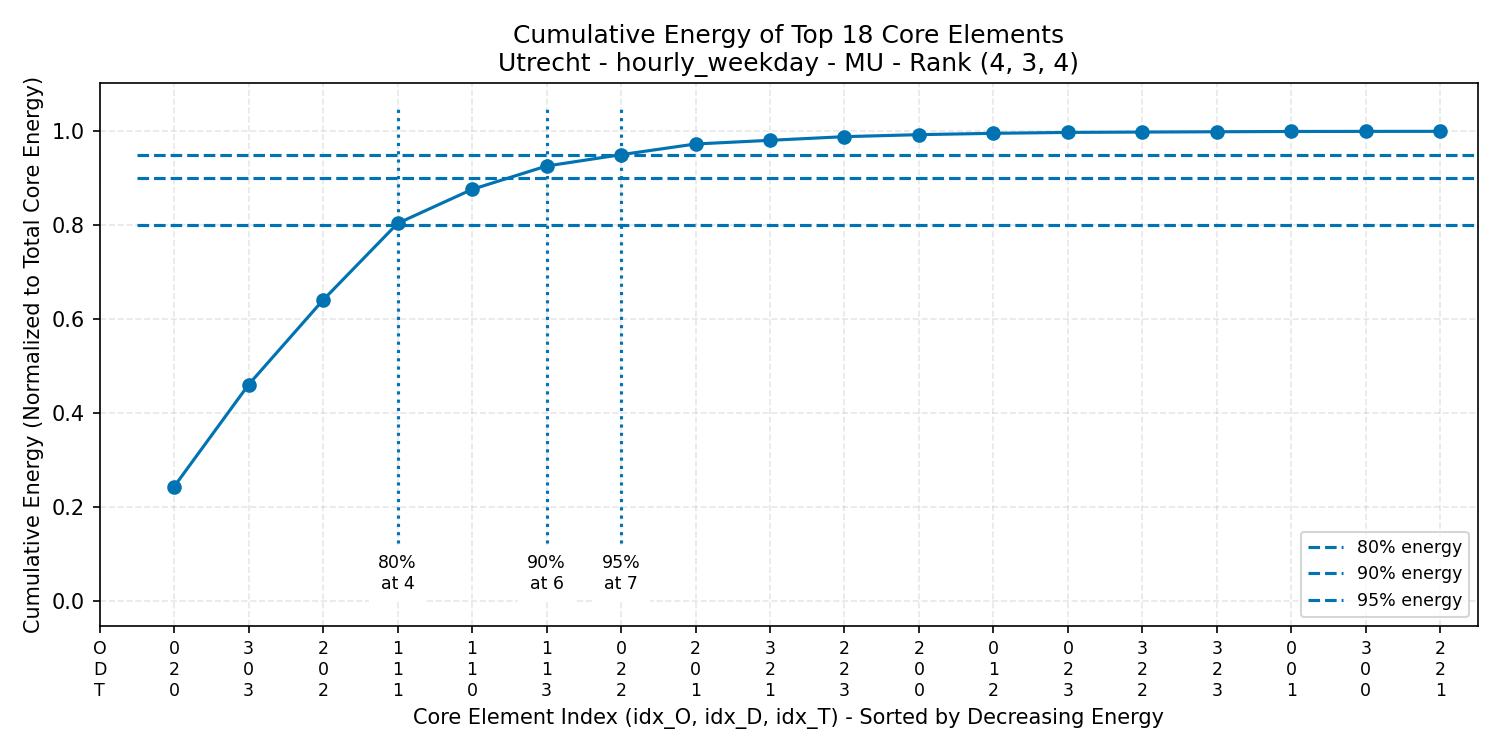 Cumulative Energy of Top 18 Core Elements
Utrecht - hourly_weekday - MU - Rank (4, 3, 4)
Cumulative Energy (Normalized to Total Core Energy)
1.0
0.8
0.6
0.4
0.2
0.0
80%
at 4
90%
at 6
95%
at 7
80% energy
90% energy
95% energy
O 0 3 2 1 1 1 0 2 3 2 2 0 0 3 3 0 3 2
D 2 0 0 1 1 1 2 0 2 2 0 1 2 2 2 0 0 2
T 0 3 2 1 0 3 2 1 1 3 0 2 3 2 3 1 0 1
Core Element Index (idx_O, idx_D, idx_T) - Sorted by Decreasing Energy